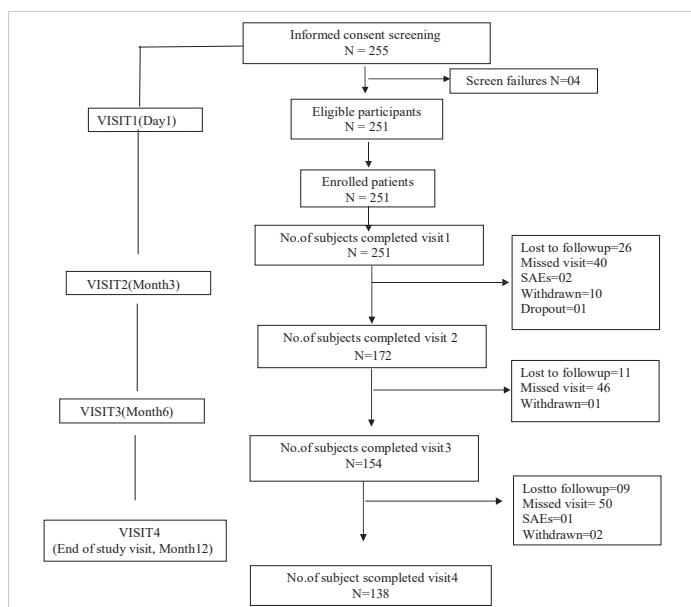 Informed consent screening
N = 255
Screen failures N=04
VISIT1(Day1)
Eligible participants
N = 251
Enrolled patients
N = 251
No.of subjects completed visit1
N = 251
Lost to followup=26
Missed visit=40
SAEs=02
Withdrawn=10
Dropout=01
VISIT2(Month3)
No.of subjects completed visit 2
N=172
Lost to followup=11
Missed visit= 46
Withdrawn=01
VISIT3(Month6)
No.of subjects completed visit3
N=154
Lostto followup=09
Missed visit= 50
SAEs=01
Withdrawn=02
VISIT4
(End of study visit, Month12)
No.of subject scompleted visit4
N=138